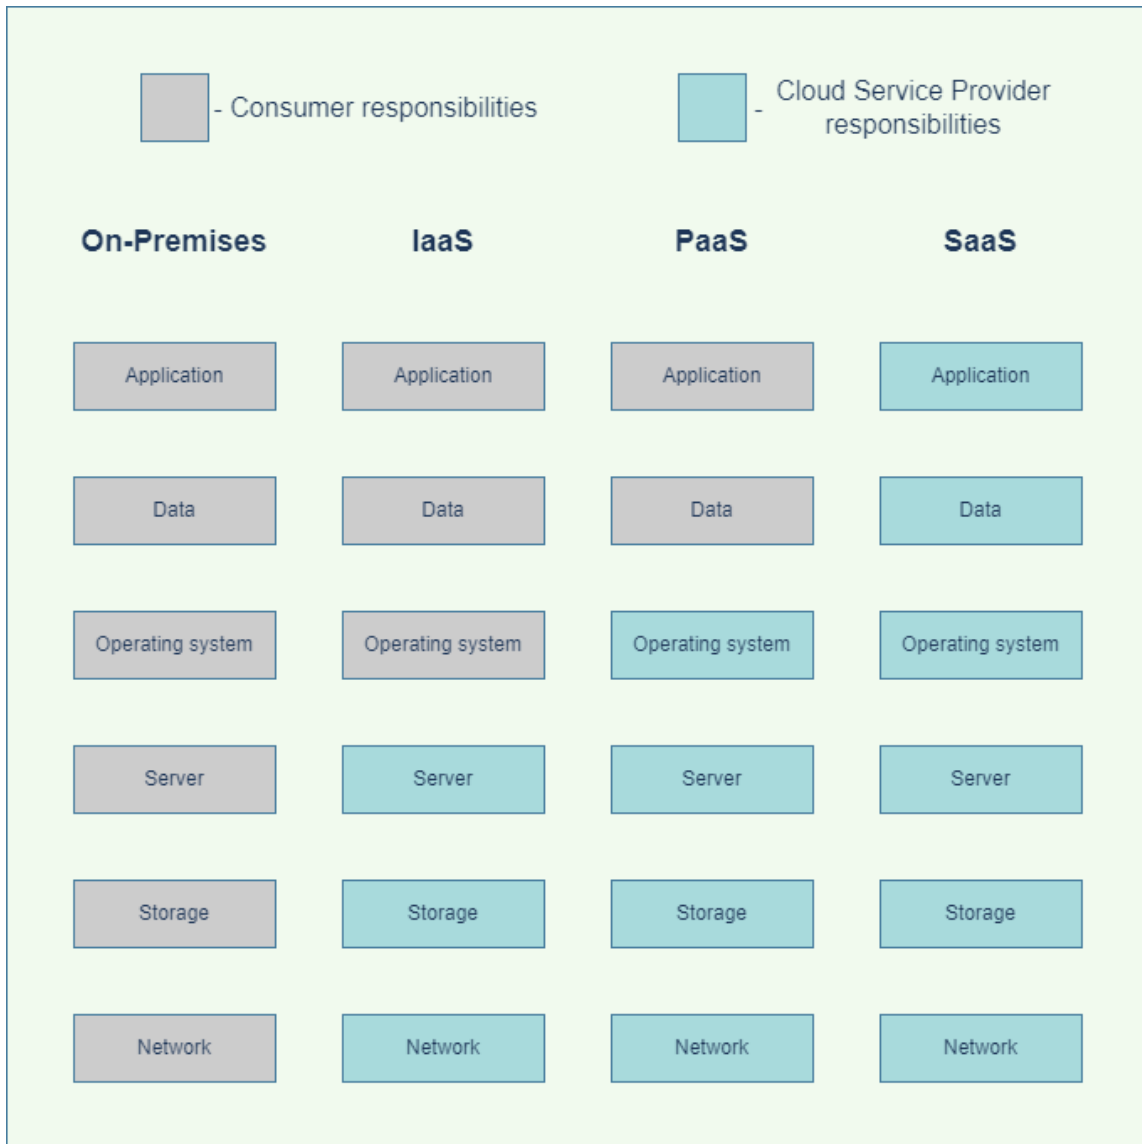 - Consumer responsibilities
- Cloud Service Provider
responsibilities
On-Premises IaaS PaaS SaaS
Application Application Application Application
Data Data Data Data
Operating system Operating system Operating system Operating system
Server Server Server Server
Storage Storage Storage Storage
Network Network Network Network